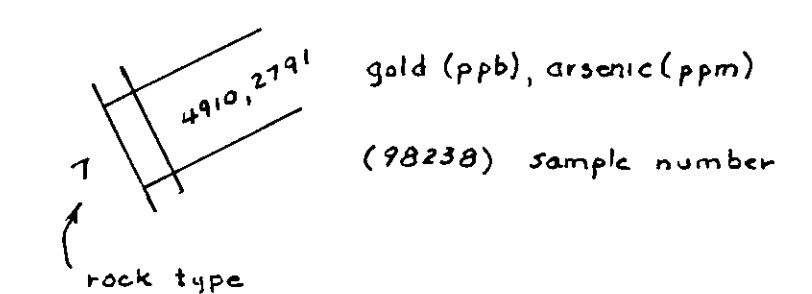 4910, 2791
gold (ppb), arsenic (ppm)
7
(98238) sample number
rock type